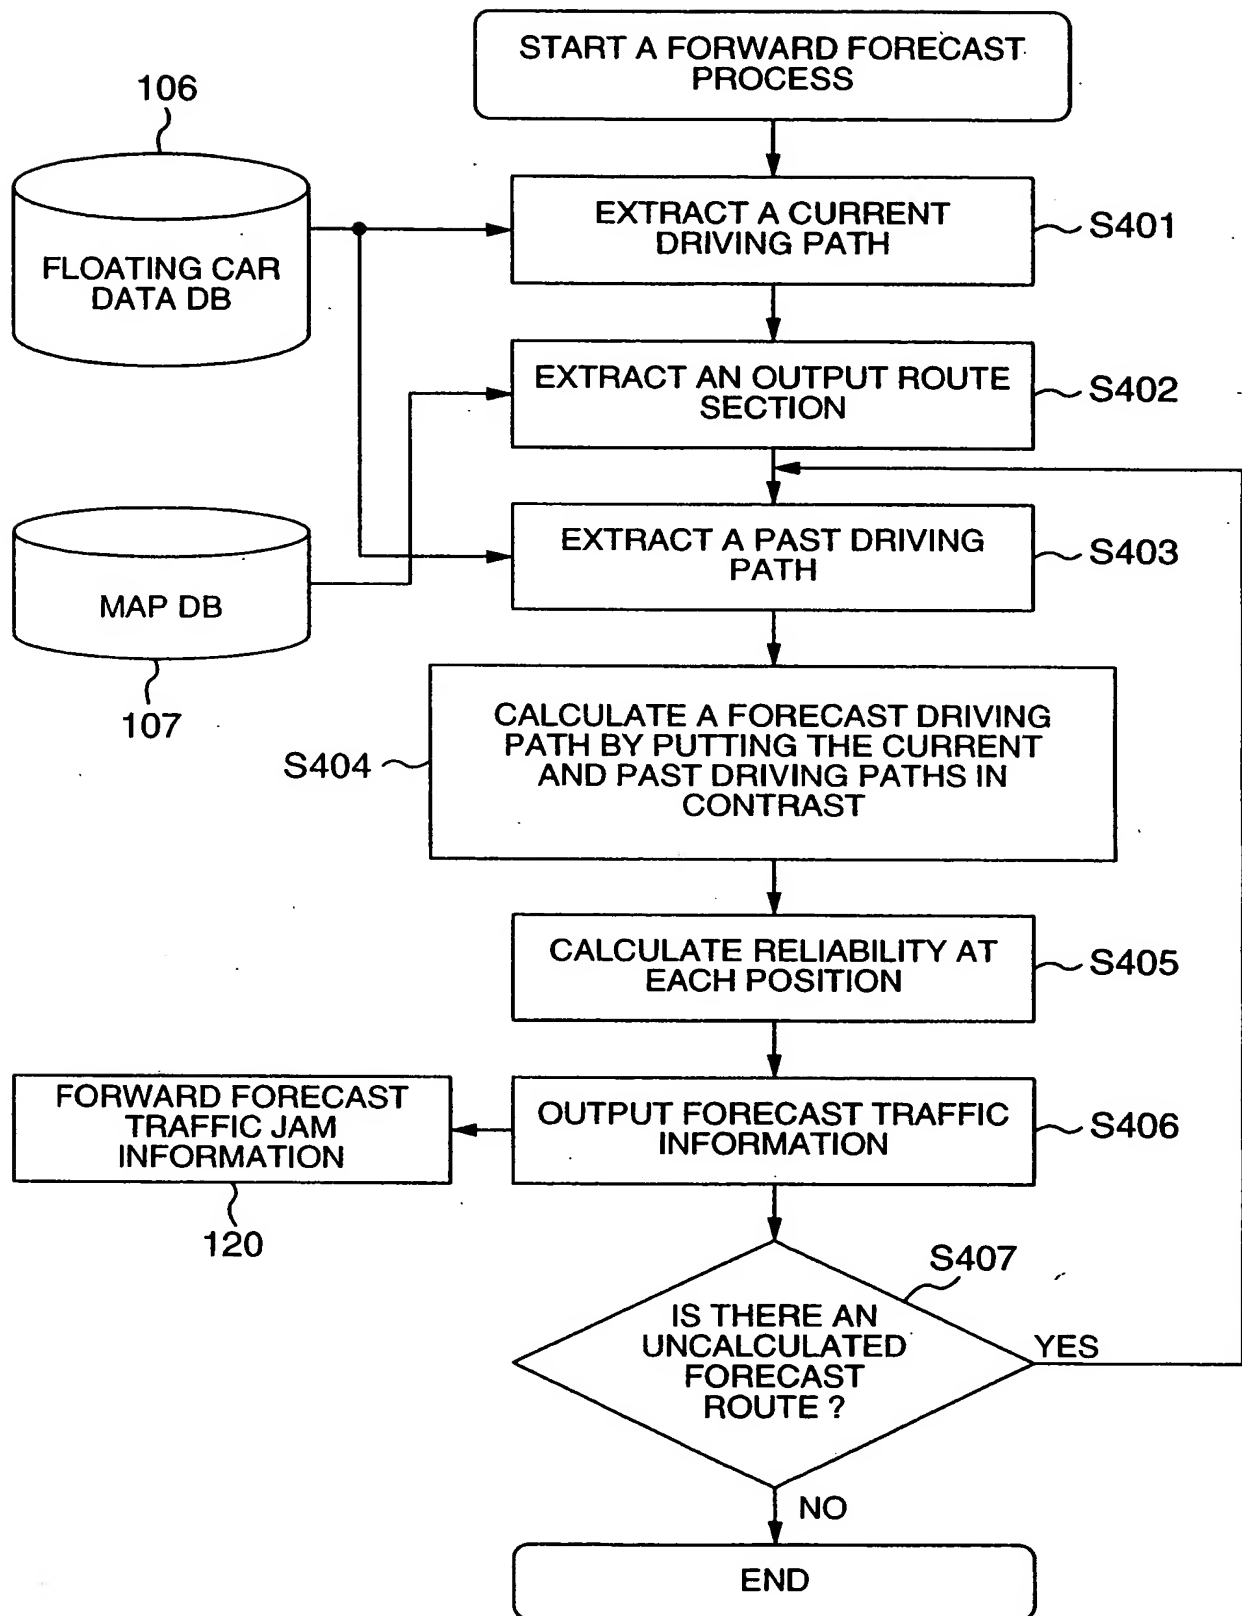 START A FORWARD FORECAST
PROCESS
106
FLOATING CAR
DATA DB
EXTRACT A CURRENT
DRIVING PATH
S401
EXTRACT AN OUTPUT ROUTE
SECTION
S402
EXTRACT A PAST DRIVING
PATH
S403
MAP DB
107
S404
CALCULATE A FORECAST DRIVING
PATH BY PUTTING THE CURRENT
AND PAST DRIVING PATHS IN
CONTRAST
CALCULATE RELIABILITY AT
EACH POSITION
S405
FORWARD FORECAST
TRAFFIC JAM
INFORMATION
120
OUTPUT FORECAST TRAFFIC
INFORMATION
S406
S407
IS THERE AN
UNCALCULATED
FORECAST
ROUTE ?
YES
NO
END